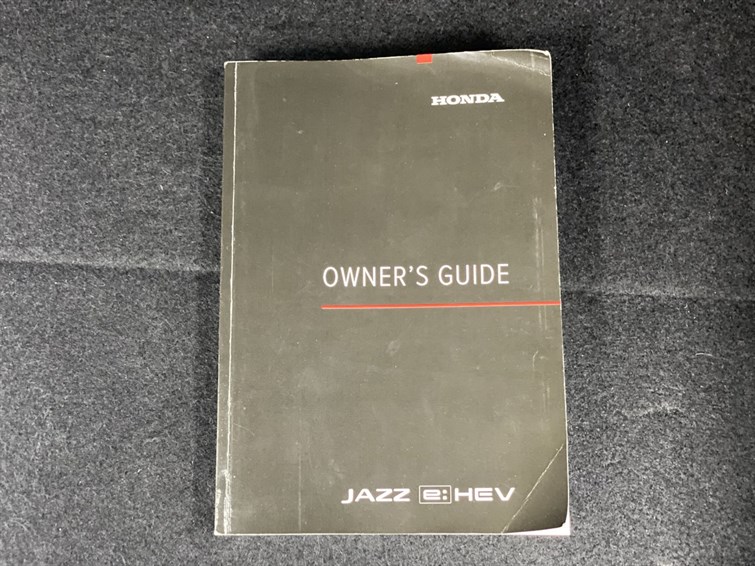 HONDA
OWNER'S GUIDE
JAZZ e:HEV